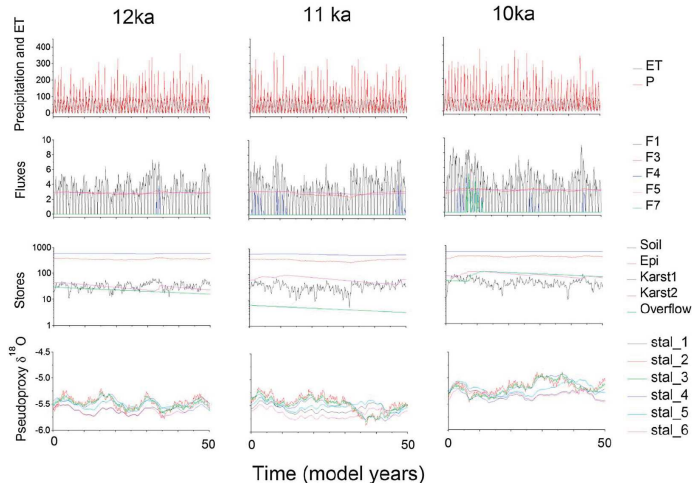 12ka
11 ka
10ka
Precipitation and ET
400
300
200
100
0
ET
P
Fluxes
10
8
6
4
2
0
F1
F3
F4
F5
F7
Stores
1000
100
10
1
Soil
Epi
Karst1
Karst2
Overflow
Pseudoproxy δ18O
-4.5
-5.0
-5.5
-6.0
stal_1
stal_2
stal_3
stal_4
stal_5
stal_6
0
50
0
50
0
50
Time (model years)